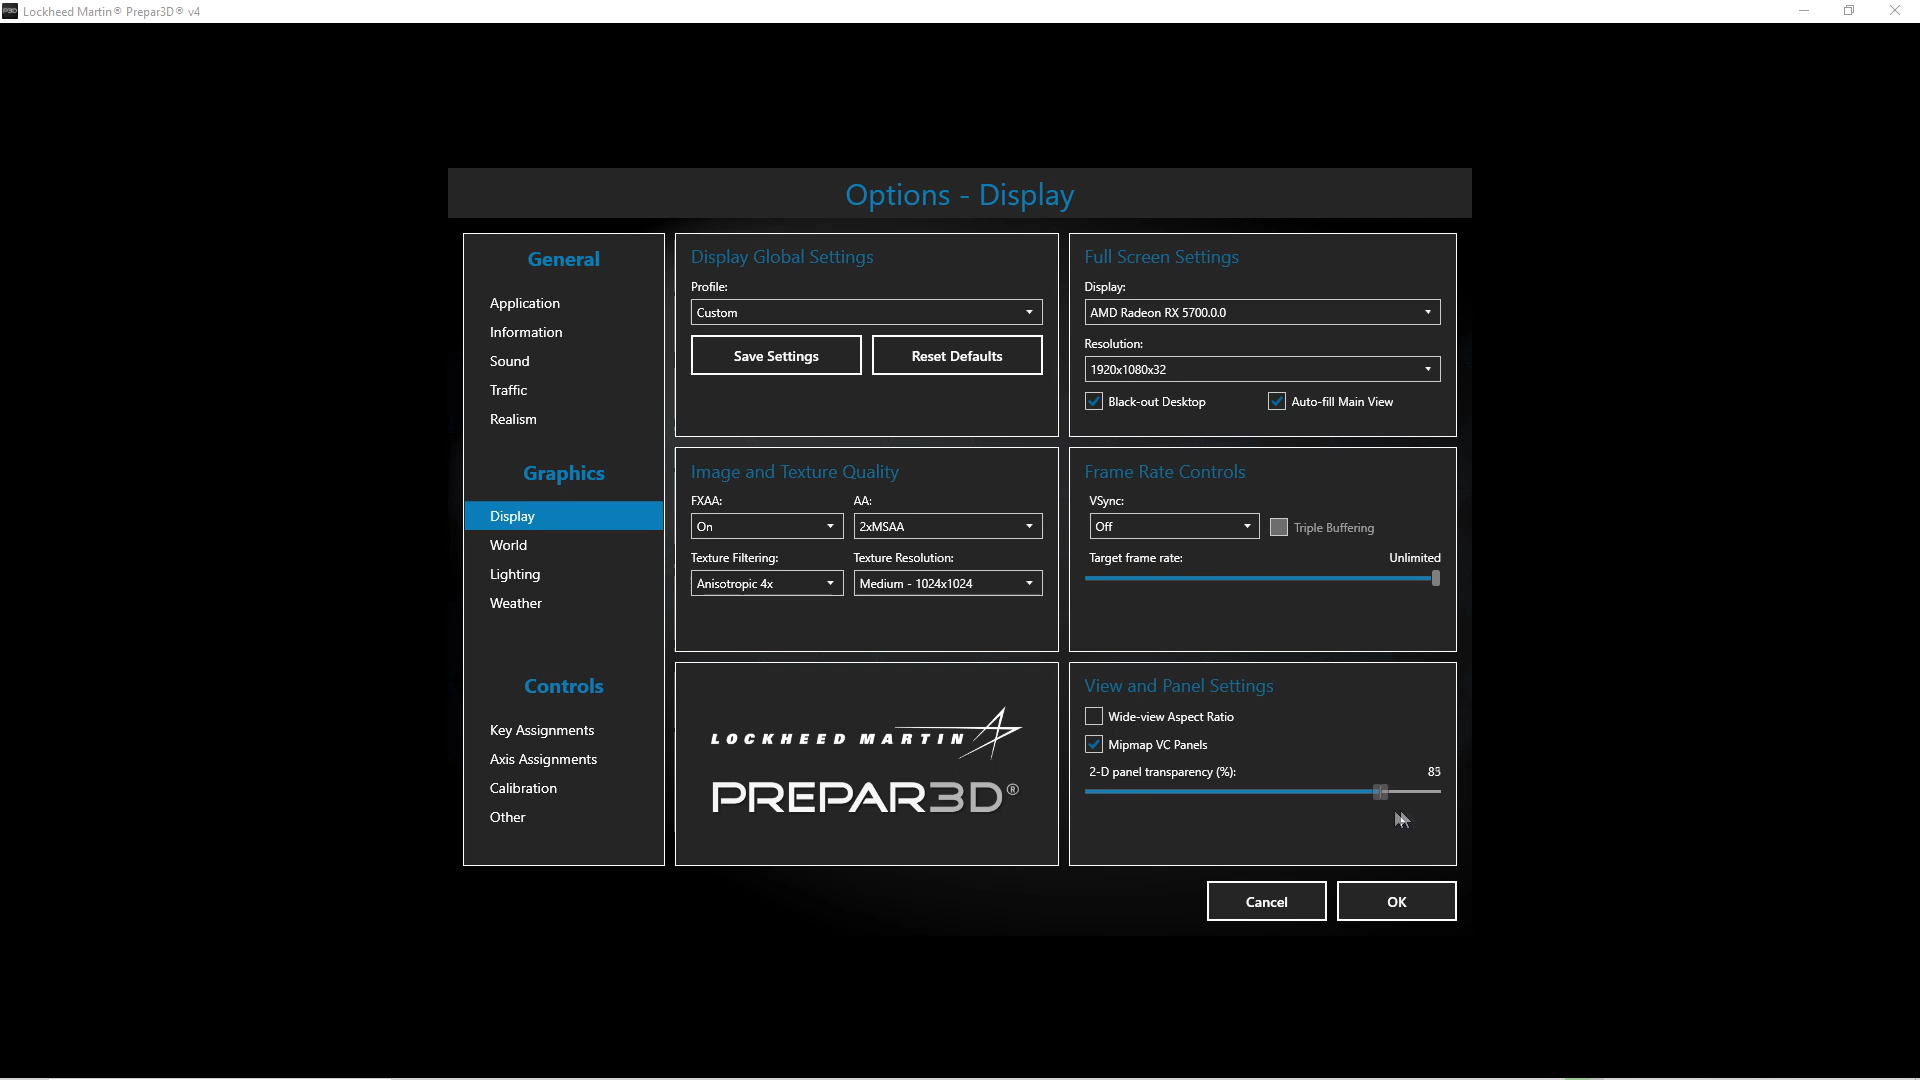 P3D Lockheed Martin® Prepar3D® v4
Options - Display
General
Application
Information
Sound
Traffic
Realism
Graphics
Display
World
Lighting
Weather
Controls
Key Assignments
Axis Assignments
Calibration
Other
Display Global Settings
Profile:
Custom
Save Settings Reset Defaults
Full Screen Settings
Display:
AMD Radeon RX 5700.0.0
Resolution:
1920x1080x32
Black-out Desktop Auto-fill Main View
Image and Texture Quality
FXAA: AA:
On 2xMSAA
Texture Filtering: Texture Resolution:
Anisotropic 4x Medium - 1024x1024
Frame Rate Controls
VSync:
Off Triple Buffering
Target frame rate: Unlimited
LOCKHEED MARTIN
PREPAR3D®
View and Panel Settings
Wide-view Aspect Ratio
Mipmap VC Panels
2-D panel transparency (%): 83
Cancel OK